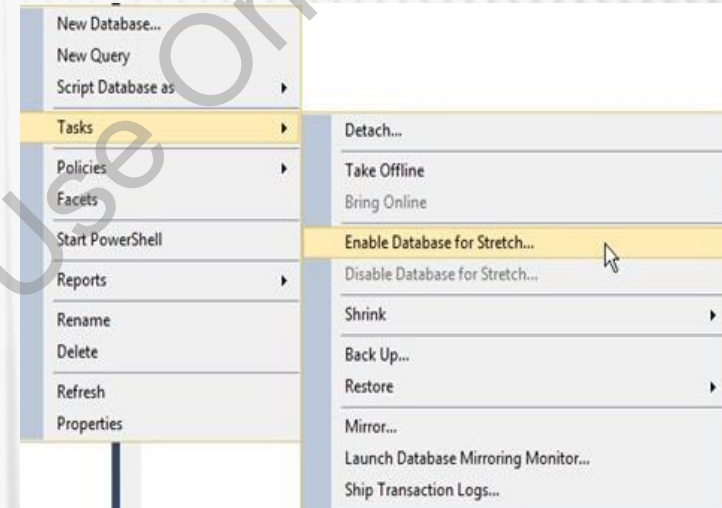 New Database...
New Query
Script Database as
Tasks
Policies
Facets
Start PowerShell
Reports
Rename
Delete
Refresh
Properties
Detach...
Take Offline
Bring Online
Enable Database for Stretch...
Disable Database for Stretch...
Shrink
Back Up...
Restore
Mirror...
Launch Database Mirroring Monitor...
Ship Transaction Logs...
Use On